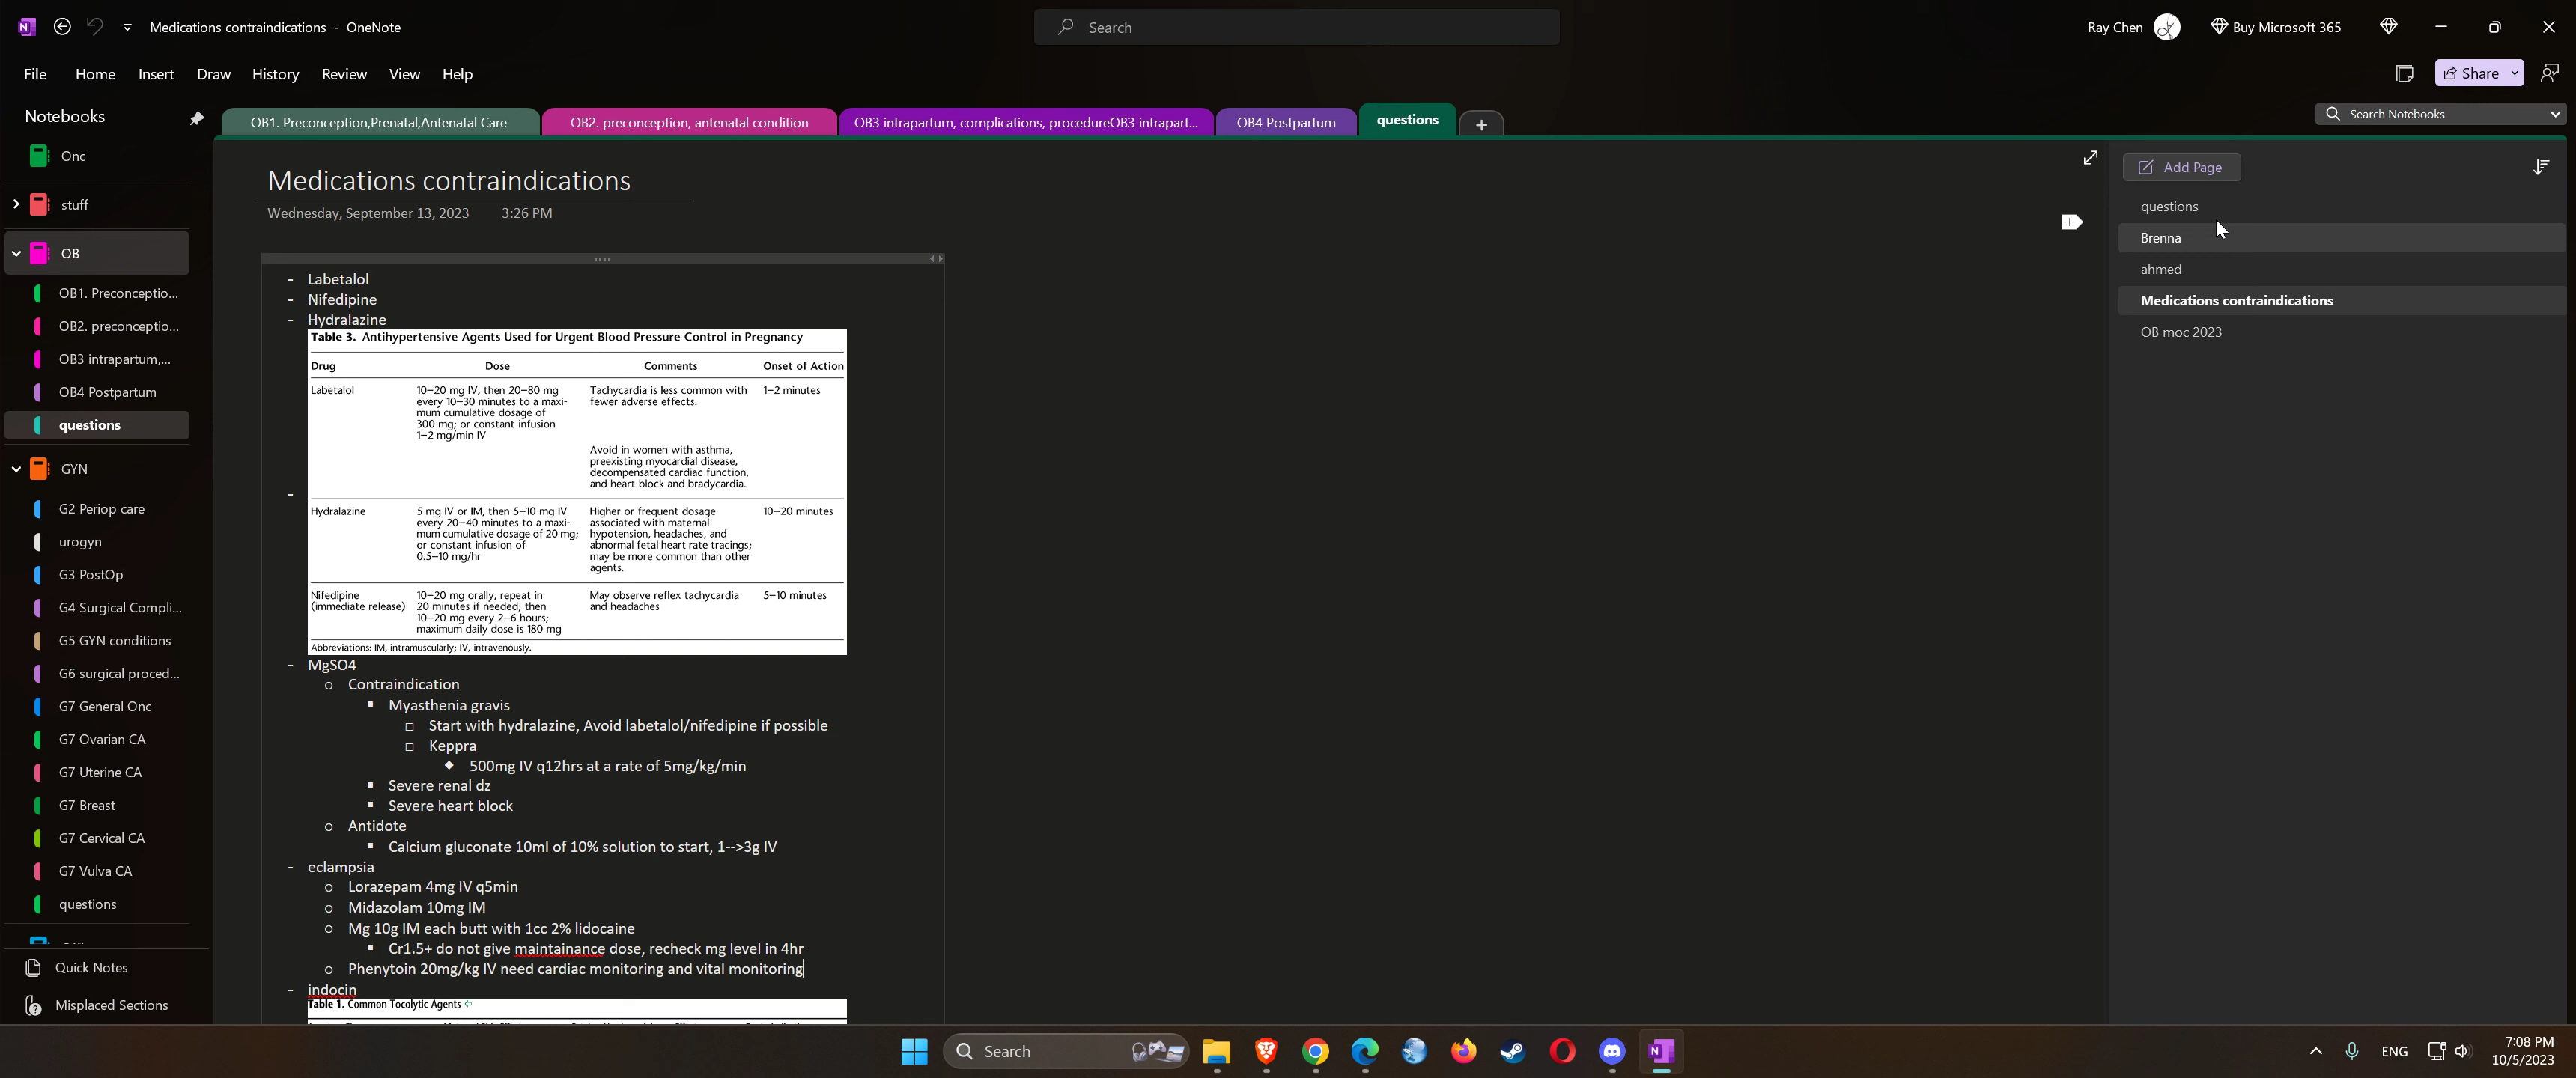 Medications contraindications - OneNote
Search
Ray Chen
Buy Microsoft 365
File Home Insert Draw History Review View Help
Share
Notebooks
OB1. Preconception,Prenatal,Antenatal Care
OB2. preconception, antenatal condition
OB3 intrapartum, complications, procedureOB3 intrapart...
OB4 Postpartum
questions
+
Search Notebooks
Onc
stuff
OB
OB1. Preconceptio...
OB2. preconceptio...
OB3 intrapartum,...
OB4 Postpartum
questions
GYN
G2 Periop care
urogyn
G3 PostOp
G4 Surgical Compli...
G5 GYN conditions
G6 surgical proced...
G7 General Onc
G7 Ovarian CA
G7 Uterine CA
G7 Breast
G7 Cervical CA
G7 Vulva CA
questions
Quick Notes
Misplaced Sections
Medications contraindications
Wednesday, September 13, 2023 3:26 PM
- Labetalol
- Nifedipine
- Hydralazine
Table 3. Antihypertensive Agents Used for Urgent Blood Pressure Control in Pregnancy
Drug Dose Comments Onset of Action
Labetalol 10–20 mg IV, then 20–80 mg Tachycardia is less common with 1–2 minutes
every 10–30 minutes to a maxi- fewer adverse effects.
mum cumulative dosage of
300 mg; or constant infusion
1–2 mg/min IV
Avoid in women with asthma,
preexisting myocardial disease,
decompensated cardiac function,
and heart block and bradycardia.
-
Hydralazine 5 mg IV or IM, then 5–10 mg IV Higher or frequent dosage 10–20 minutes
every 20–40 minutes to a maxi- associated with maternal
mum cumulative dosage of 20 mg; hypotension, headaches, and
or constant infusion of abnormal fetal heart rate tracings;
0.5–10 mg/hr may be more common than other
agents.
Nifedipine 10–20 mg orally, repeat in May observe reflex tachycardia 5–10 minutes
(immediate release) 20 minutes if needed; then and headaches
10–20 mg every 2–6 hours;
maximum daily dose is 180 mg
Abbreviations: IM, intramuscularly; IV, intravenously.
- MgSO4
o Contraindication
▪ Myasthenia gravis
□ Start with hydralazine, Avoid labetalol/nifedipine if possible
□ Keppra
◆ 500mg IV q12hrs at a rate of 5mg/kg/min
▪ Severe renal dz
▪ Severe heart block
o Antidote
▪ Calcium gluconate 10ml of 10% solution to start, 1-->3g IV
- eclampsia
o Lorazepam 4mg IV q5min
o Midazolam 10mg IM
o Mg 10g IM each butt with 1cc 2% lidocaine
▪ Cr1.5+ do not give maintainance dose, recheck mg level in 4hr
o Phenytoin 20mg/kg IV need cardiac monitoring and vital monitoring
- indocin
Table 1. Common Tocolytic Agents
Add Page
questions
Brenna
ahmed
Medications contraindications
OB moc 2023
Search
ENG
7:08 PM
10/5/2023